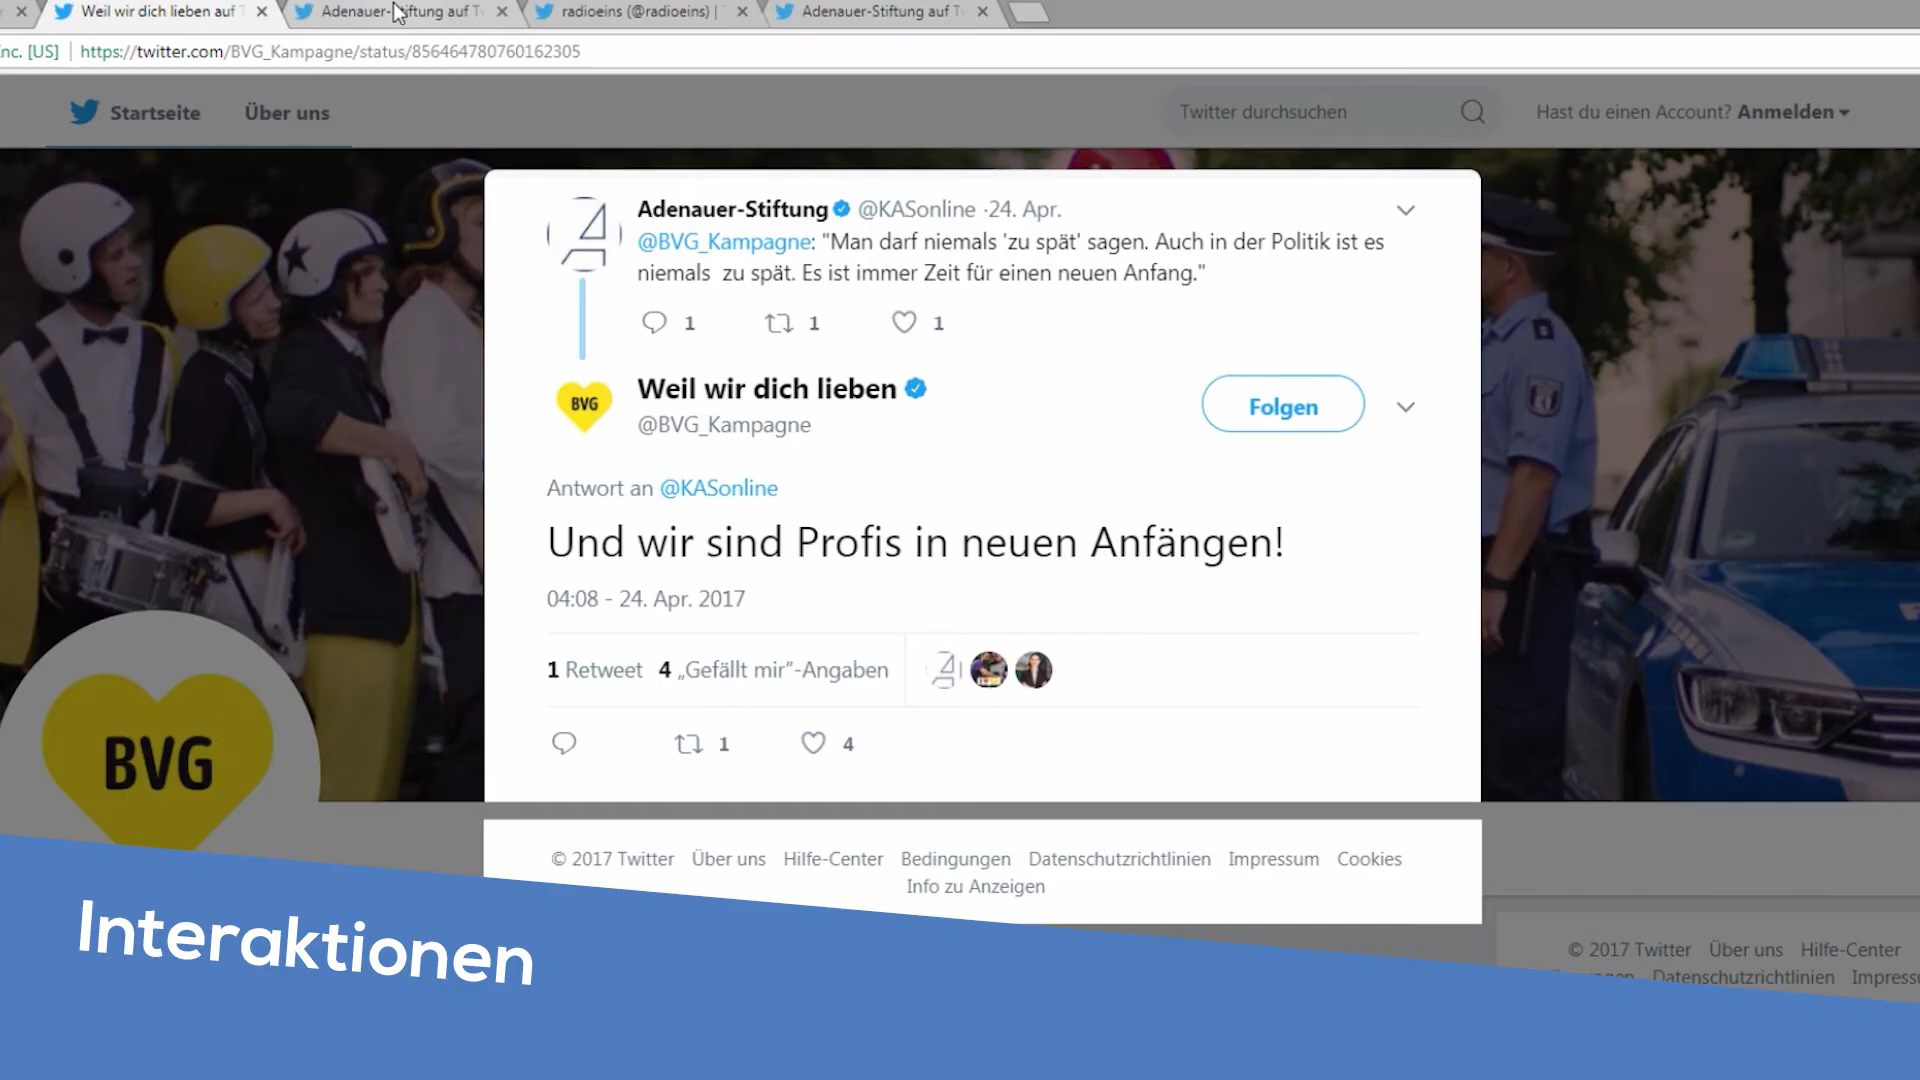 Weil wir dich lieben auf
Adenauer-Stiftung auf Tw
radioeins (@radioeins) |
Adenauer-Stiftung auf T
nc. [US] | https://twitter.com/BVG_Kampagne/status/856464780760162305
Startseite Über uns
Twitter durchsuchen
Hast du einen Account? Anmelden
Adenauer-Stiftung @KASonline ·24. Apr.
@BVG_Kampagne: "Man darf niemals 'zu spät' sagen. Auch in der Politik ist es
niemals zu spät. Es ist immer Zeit für einen neuen Anfang."
1 1 1
BVG
Weil wir dich lieben
@BVG_Kampagne
Folgen
Antwort an @KASonline
Und wir sind Profis in neuen Anfängen!
04:08 - 24. Apr. 2017
1 Retweet 4 „Gefällt mir“-Angaben
1 4
BVG
© 2017 Twitter Über uns Hilfe-Center Bedingungen Datenschutzrichtlinien Impressum Cookies
Info zu Anzeigen
Interaktionen
© 2017 Twitter Über uns Hilfe-Center
Datenschutzrichtlinien Impressu